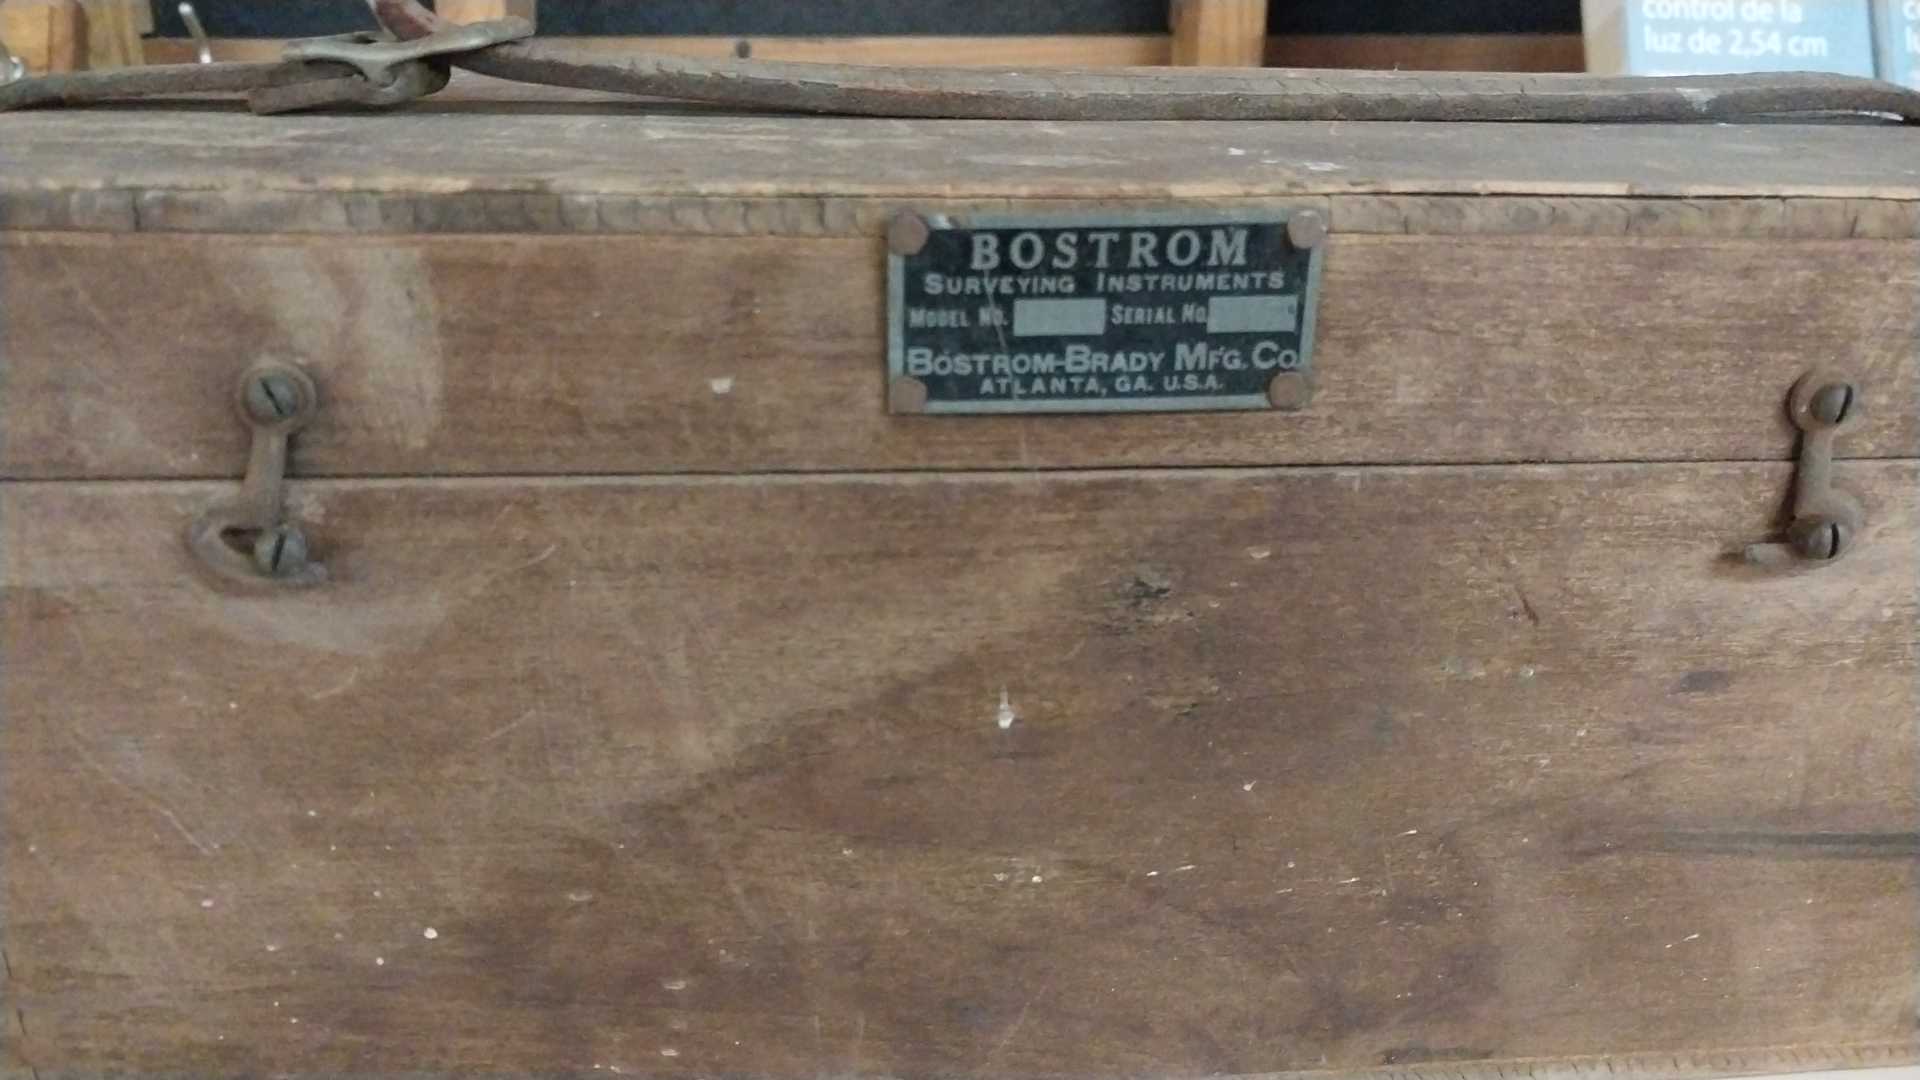 control de la
luz de 2,54 cm
BOSTROM
SURVEYING INSTRUMENTS
MODEL NO. SERIAL NO.
BOSTROM-BRADY MFG. CO
ATLANTA, GA. U.S.A.